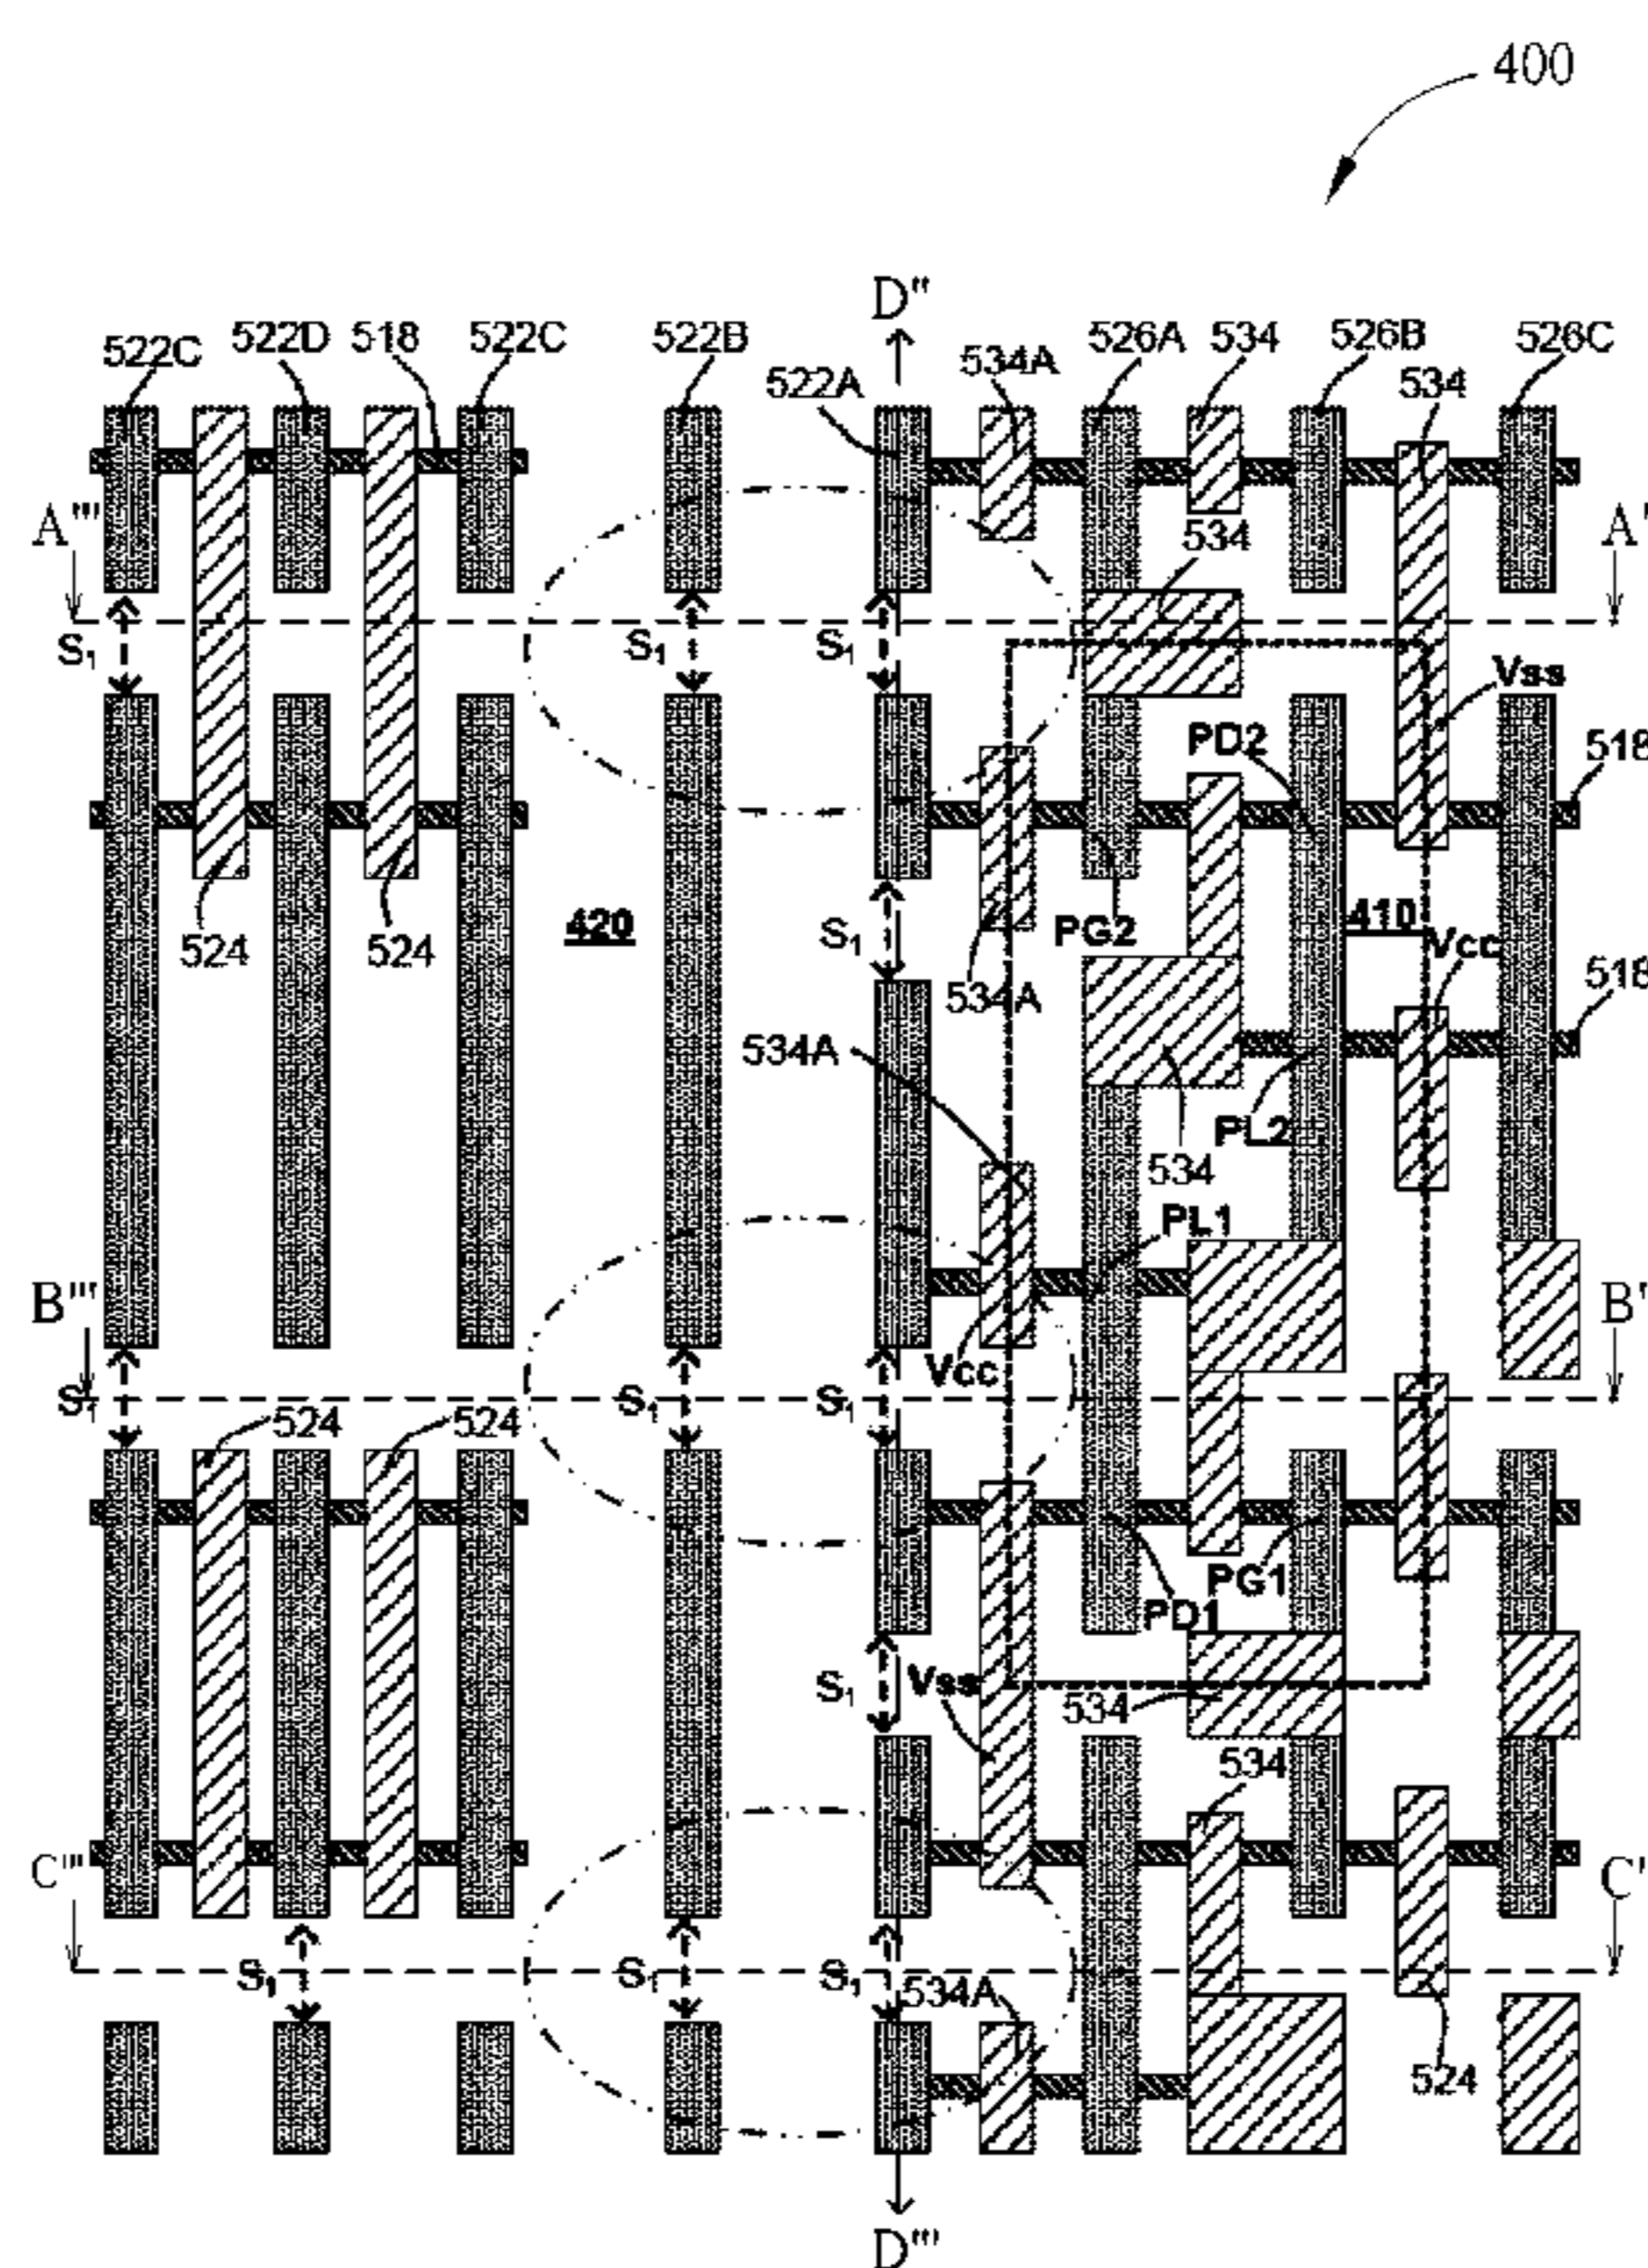 400
D"
522C 522D 518 522C 522B 522A 534A 526A 534 526B 534 526C
A''' A"
534
S₁ S₁ S₁
Vss
PD2
518
524 524 420 S₁ PG2 410 Vcc
534A 518
534A
PL2
534
PL1
B''' B"
Vcc
S₁ S₁ S₁
524 524
PG1
PD1
S₁ Vss 534
534
C''' C"
S₁ S₁ S₁ 534A
524
D'''